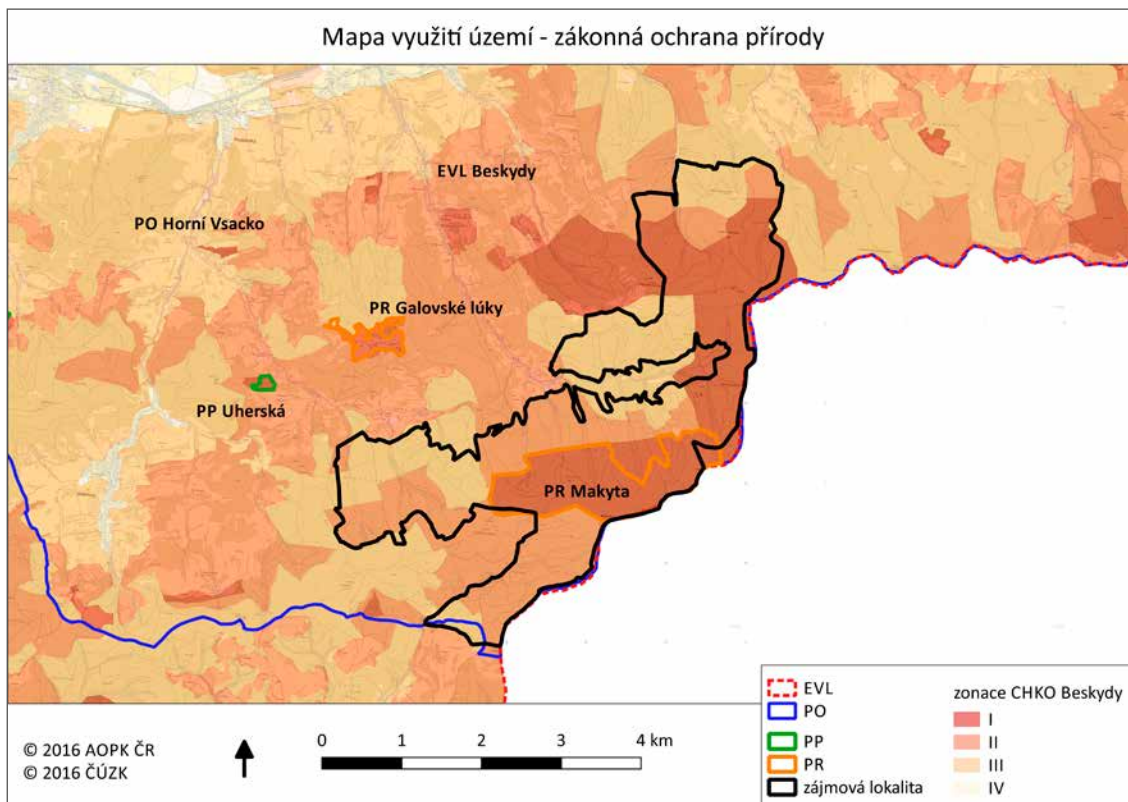 Mapa využití území - zákonná ochrana přírody
EVL Beskydy
PO Horní Vsacko
PR Galovské lúky
PP Uherská
PR Makyta
© 2016 AOPK ČR
© 2016 ČÚZK
0 1 2 3 4 km
EVL
PO
PP
PR
zájmová lokalita
zonace CHKO Beskydy
I
II
III
IV